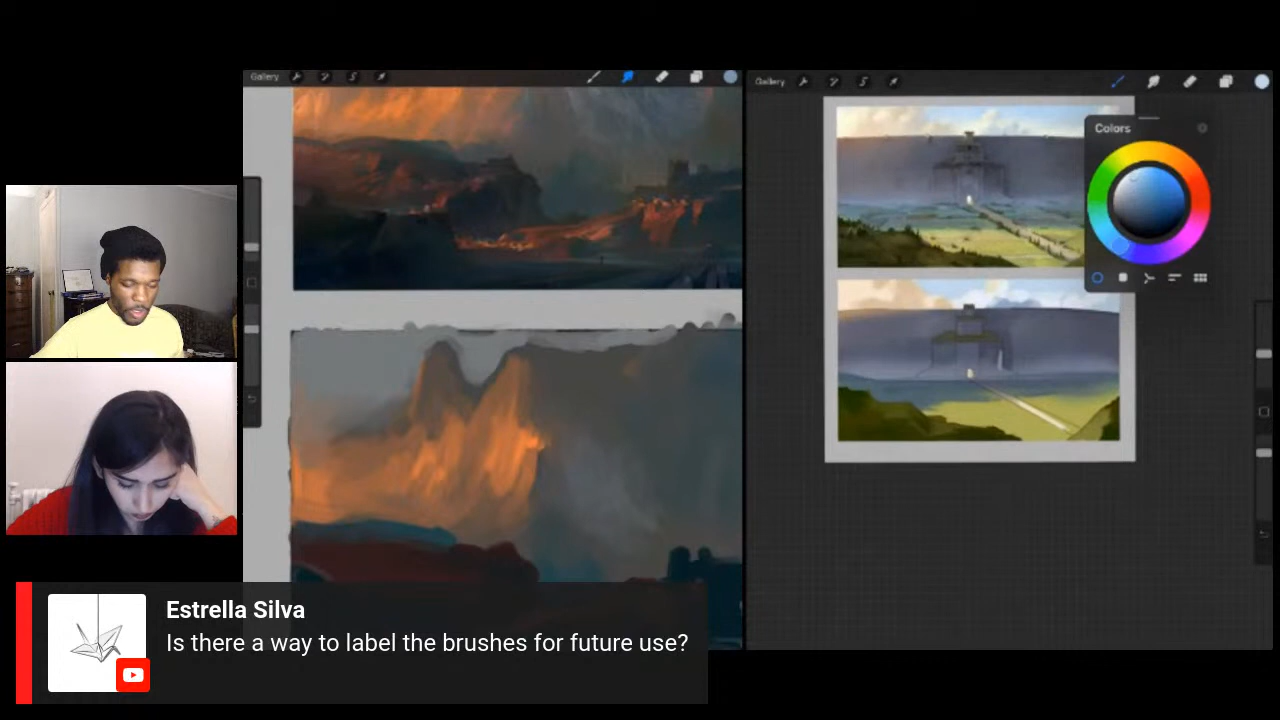 Gallery
Gallery
Colors
Estrella Silva
Is there a way to label the brushes for future use?